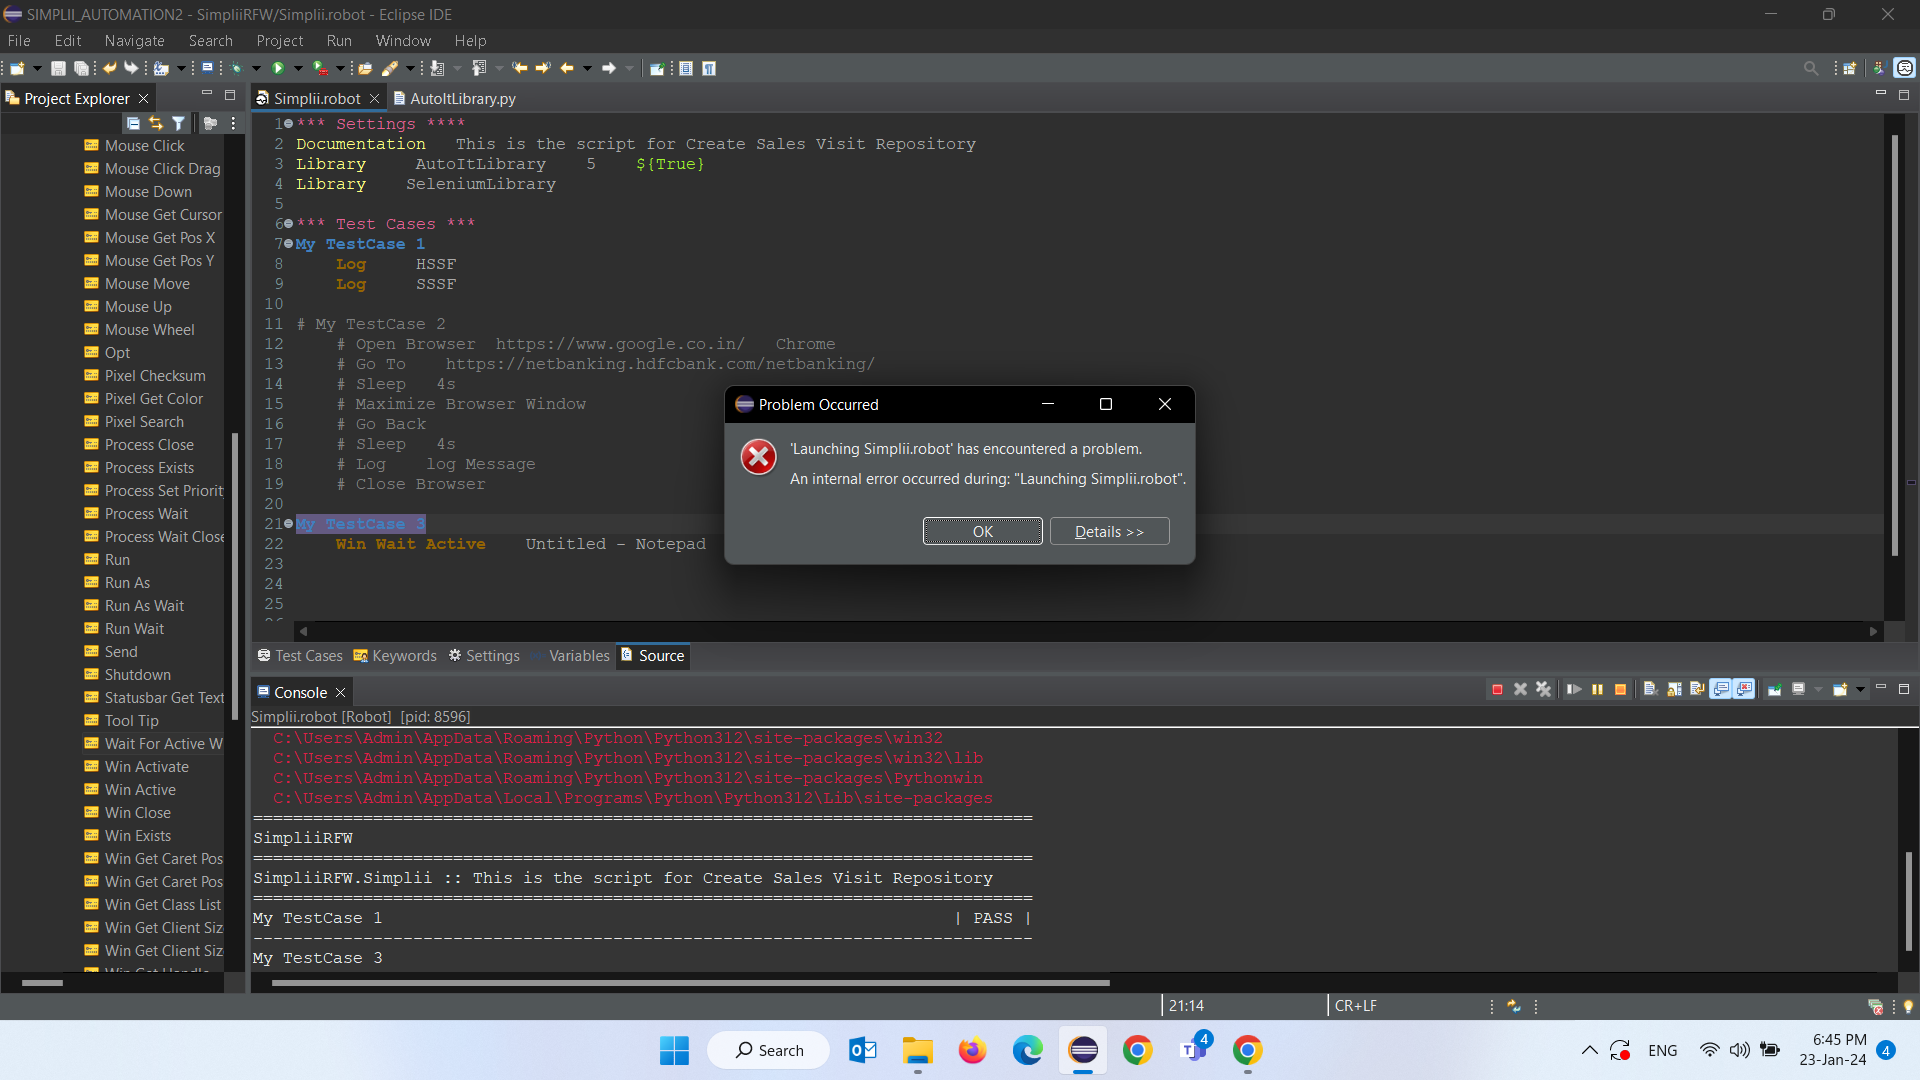 SIMPLII_AUTOMATION2 - SimpliiRFW/Simplii.robot - Eclipse IDE
File Edit Navigate Search Project Run Window Help
Project Explorer
Mouse Click
Mouse Click Drag
Mouse Down
Mouse Get Cursor
Mouse Get Pos X
Mouse Get Pos Y
Mouse Move
Mouse Up
Mouse Wheel
Opt
Pixel Checksum
Pixel Get Color
Pixel Search
Process Close
Process Exists
Process Set Priorit
Process Wait
Process Wait Close
Run
Run As
Run As Wait
Run Wait
Send
Shutdown
Statusbar Get Text
Tool Tip
Wait For Active W
Win Activate
Win Active
Win Close
Win Exists
Win Get Caret Pos
Win Get Caret Pos
Win Get Class List
Win Get Client Siz
Win Get Client Siz
Win Get Handle
Simplii.robot AutoItLibrary.py
1 *** Settings ****
2 Documentation This is the script for Create Sales Visit Repository
3 Library AutoItLibrary 5 ${True}
4 Library SeleniumLibrary
5
6 *** Test Cases ***
7 My TestCase 1
8 Log HSSF
9 Log SSSF
10
11 # My TestCase 2
12 # Open Browser https://www.google.co.in/ Chrome
13 # Go To https://netbanking.hdfcbank.com/netbanking/
14 # Sleep 4s
15 # Maximize Browser Window
16 # Go Back
17 # Sleep 4s
18 # Log log Message
19 # Close Browser
20
21 My TestCase 3
22 Win Wait Active Untitled - Notepad
23
24
25
Problem Occurred
'Launching Simplii.robot' has encountered a problem.
An internal error occurred during: "Launching Simplii.robot".
OK Details >>
Test Cases Keywords Settings Variables Source
Console
Simplii.robot [Robot] [pid: 8596]
C:\Users\Admin\AppData\Roaming\Python\Python312\site-packages\win32
C:\Users\Admin\AppData\Roaming\Python\Python312\site-packages\win32\lib
C:\Users\Admin\AppData\Roaming\Python\Python312\site-packages\Pythonwin
C:\Users\Admin\AppData\Local\Programs\Python\Python312\Lib\site-packages
==============================================================================
SimpliiRFW
==============================================================================
SimpliiRFW.Simplii :: This is the script for Create Sales Visit Repository
==============================================================================
My TestCase 1 | PASS |
------------------------------------------------------------------------------
My TestCase 3
21:14 CR+LF
Search
4
ENG
6:45 PM
23-Jan-24
4